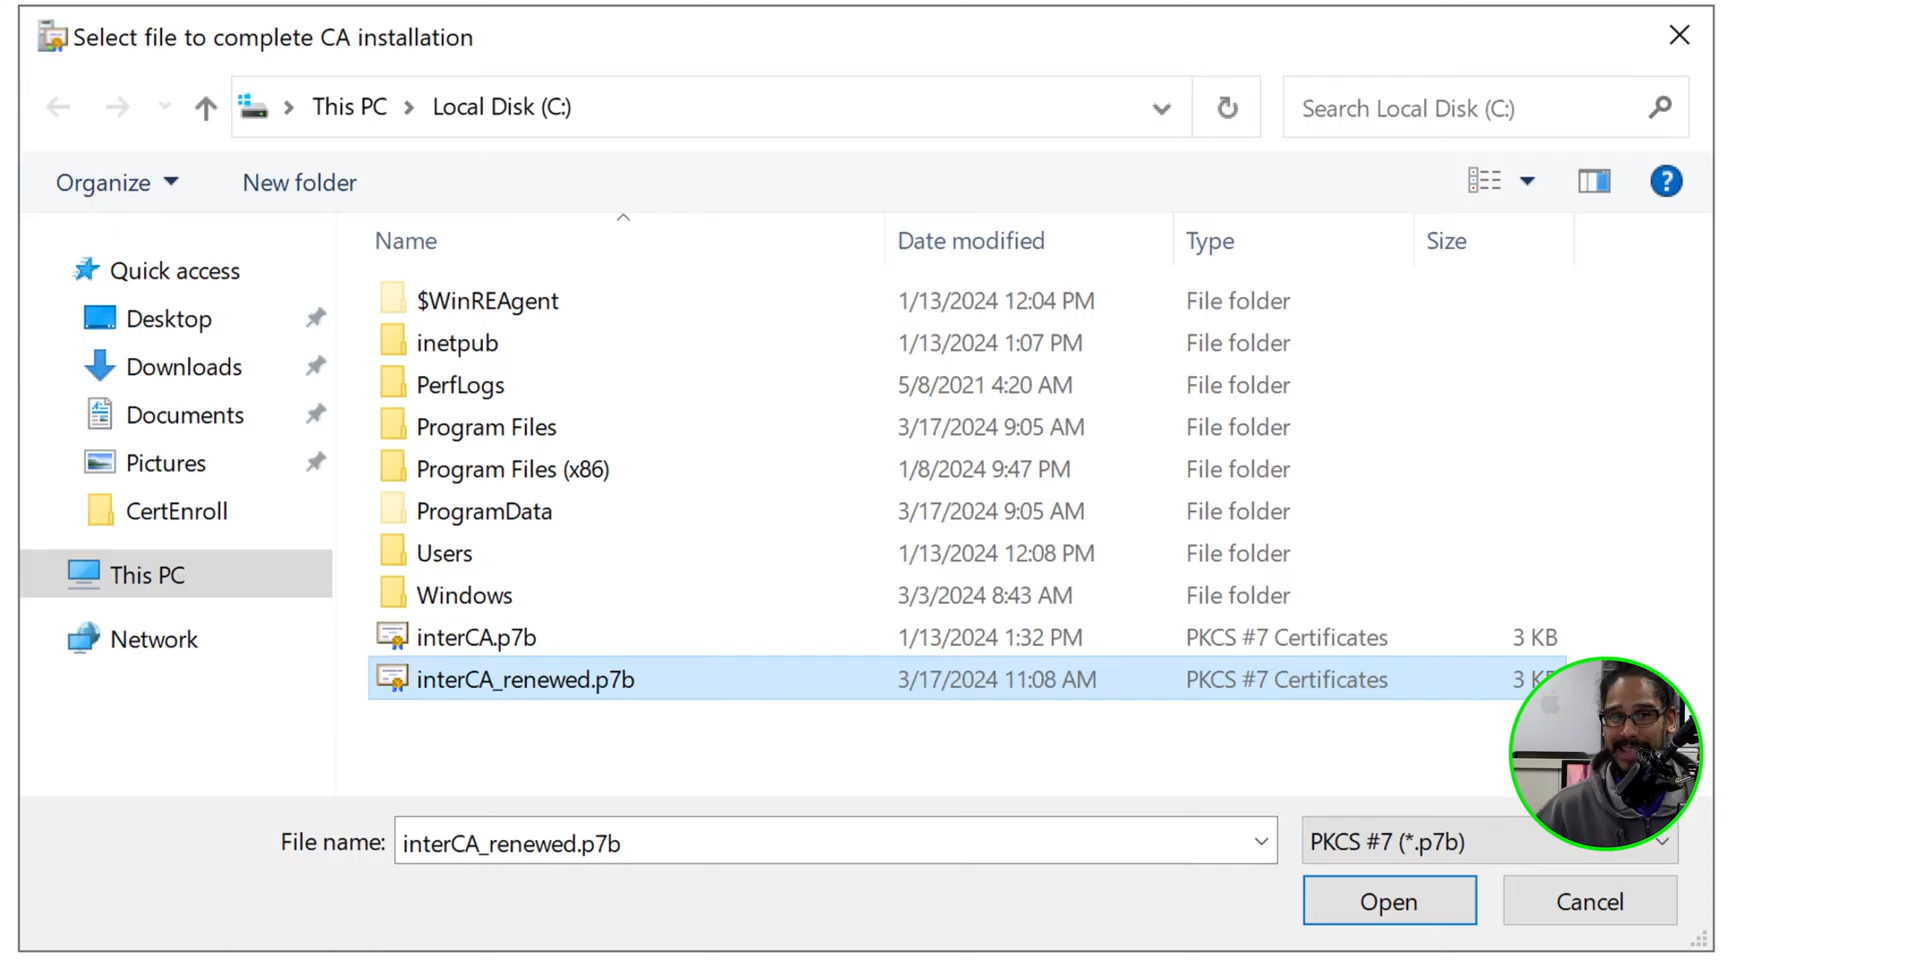 Select file to complete CA installation
This PC Local Disk (C:)
Search Local Disk (C:)
Organize
New folder
?
Name Date modified Type Size
Quick access
Desktop
Downloads
Documents
Pictures
CertEnroll
This PC
Network
$WinREAgent 1/13/2024 12:04 PM File folder
inetpub 1/13/2024 1:07 PM File folder
PerfLogs 5/8/2021 4:20 AM File folder
Program Files 3/17/2024 9:05 AM File folder
Program Files (x86) 1/8/2024 9:47 PM File folder
ProgramData 3/17/2024 9:05 AM File folder
Users 1/13/2024 12:08 PM File folder
Windows 3/3/2024 8:43 AM File folder
interCA.p7b 1/13/2024 1:32 PM PKCS #7 Certificates 3 KB
interCA_renewed.p7b 3/17/2024 11:08 AM PKCS #7 Certificates 3 KB
File name: interCA_renewed.p7b PKCS #7 (*.p7b)
Open Cancel